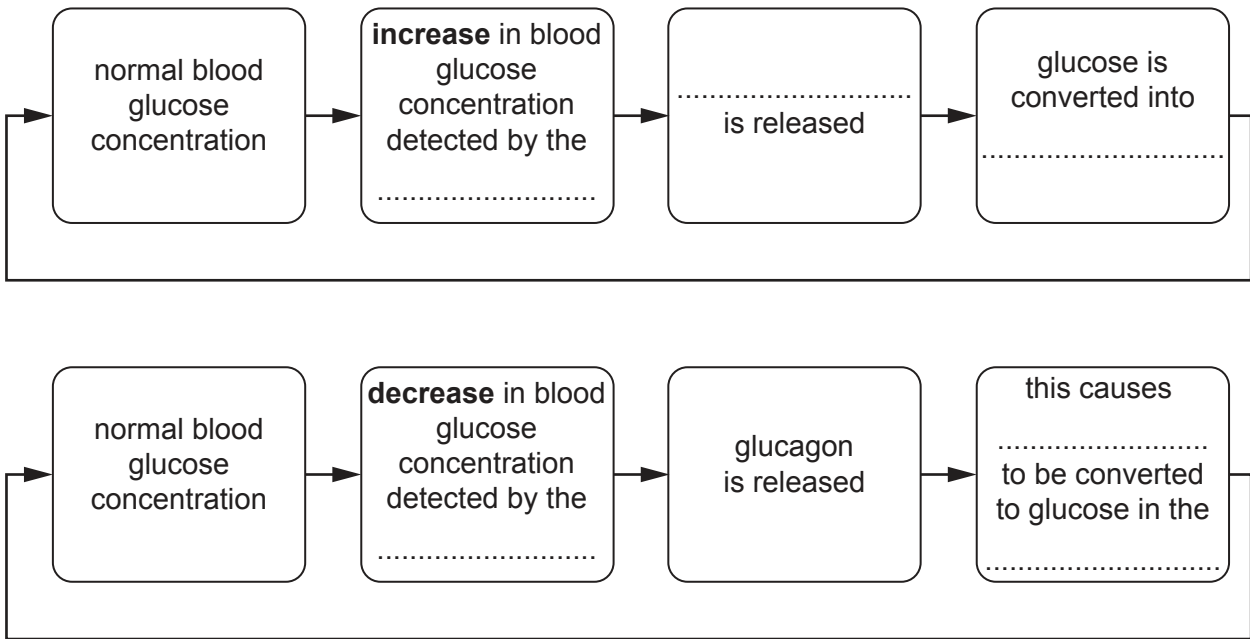 normal blood
glucose
concentration
increase in blood
glucose
concentration
detected by the
...........................
.............................
is released
glucose is
converted into
..............................
normal blood
glucose
concentration
decrease in blood
glucose
concentration
detected by the
...........................
glucagon
is released
this causes
..........................
to be converted
to glucose in the
.............................